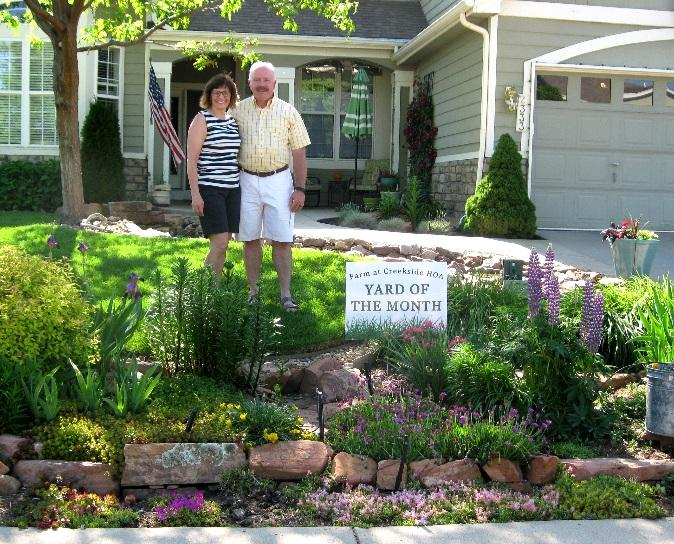 Farm at Creekside HOA
YARD OF
THE MONTH